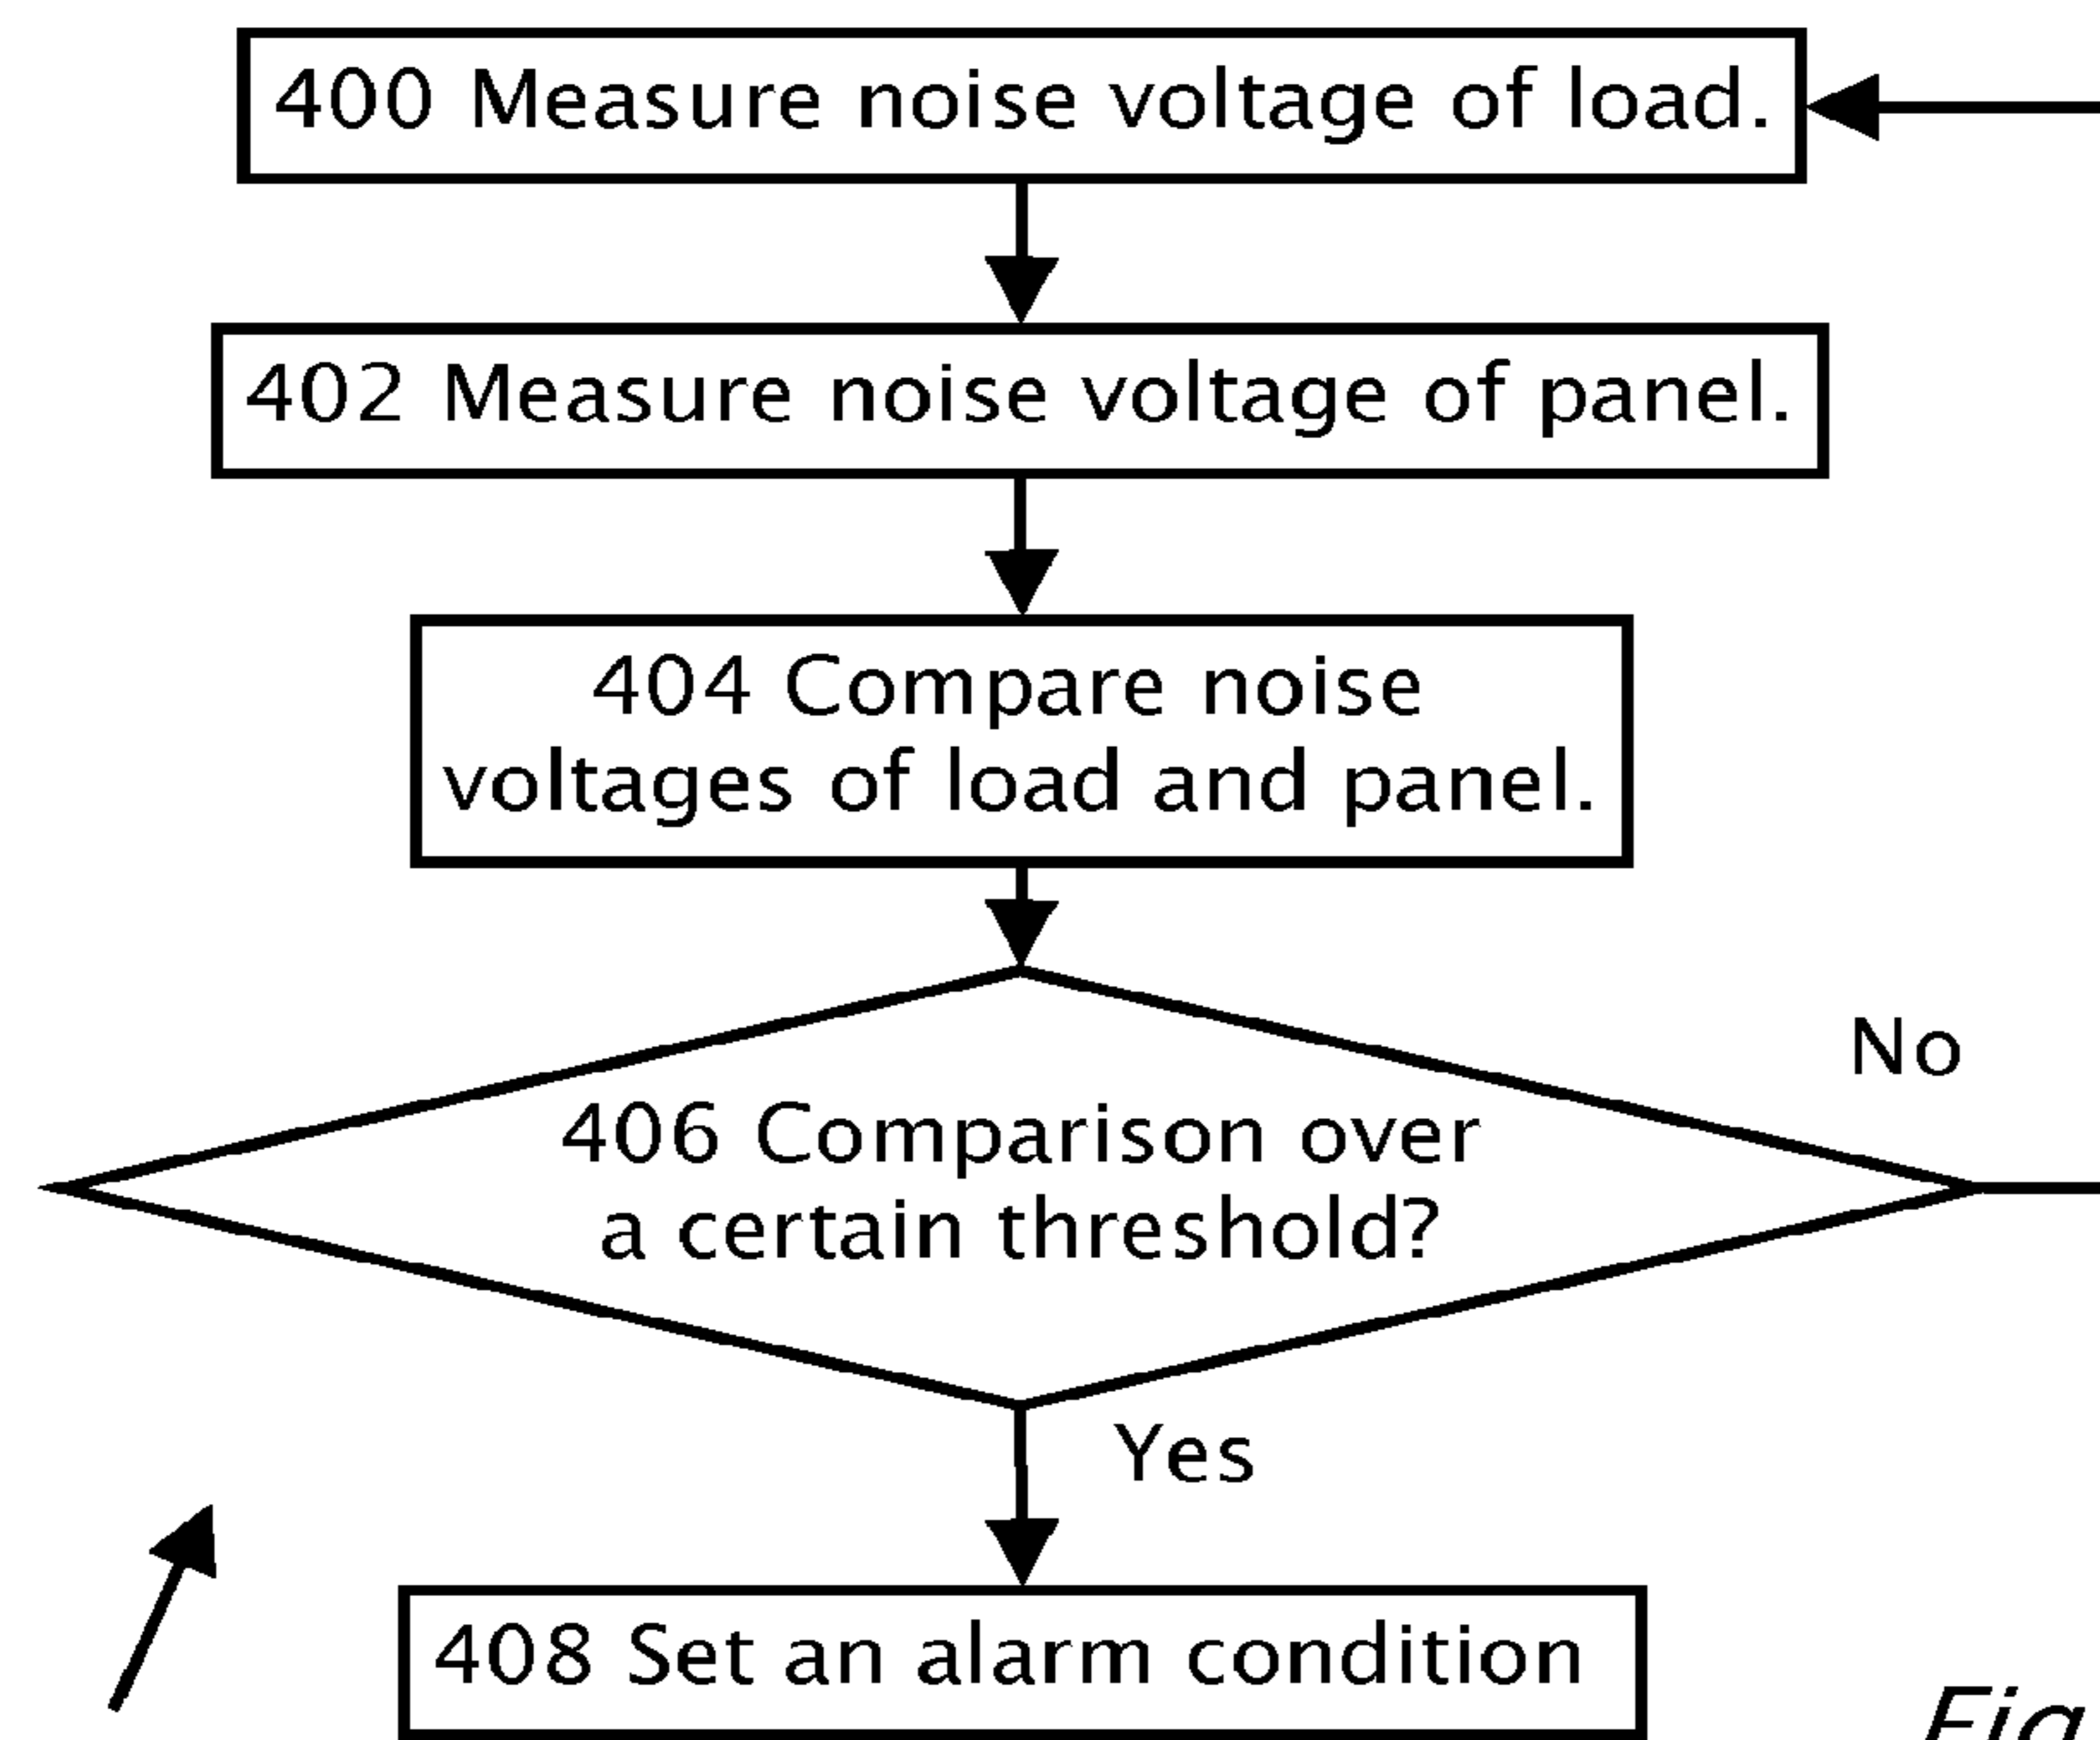 400 Measure noise voltage of load.
402 Measure noise voltage of panel.
404 Compare noise
voltages of load and panel.
No
406 Comparison over
a certain threshold?
Yes
408 Set an alarm condition
Fig